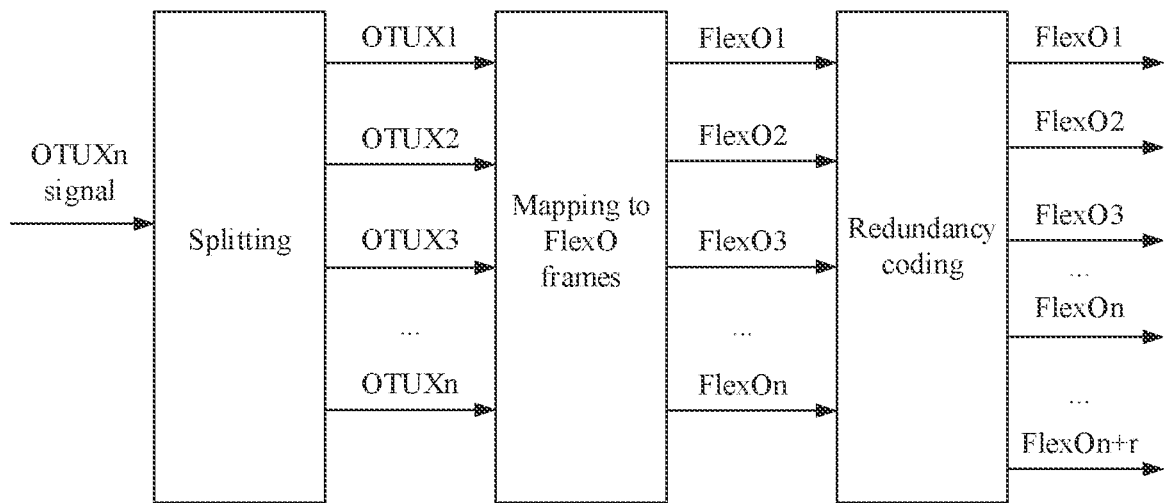 OTUXn
signal
Splitting
OTUX1
OTUX2
OTUX3
...
OTUXn
Mapping to
FlexO
frames
FlexO1
FlexO2
FlexO3
...
FlexOn
Redundancy
coding
FlexO1
FlexO2
FlexO3
...
FlexOn
...
FlexOn+r